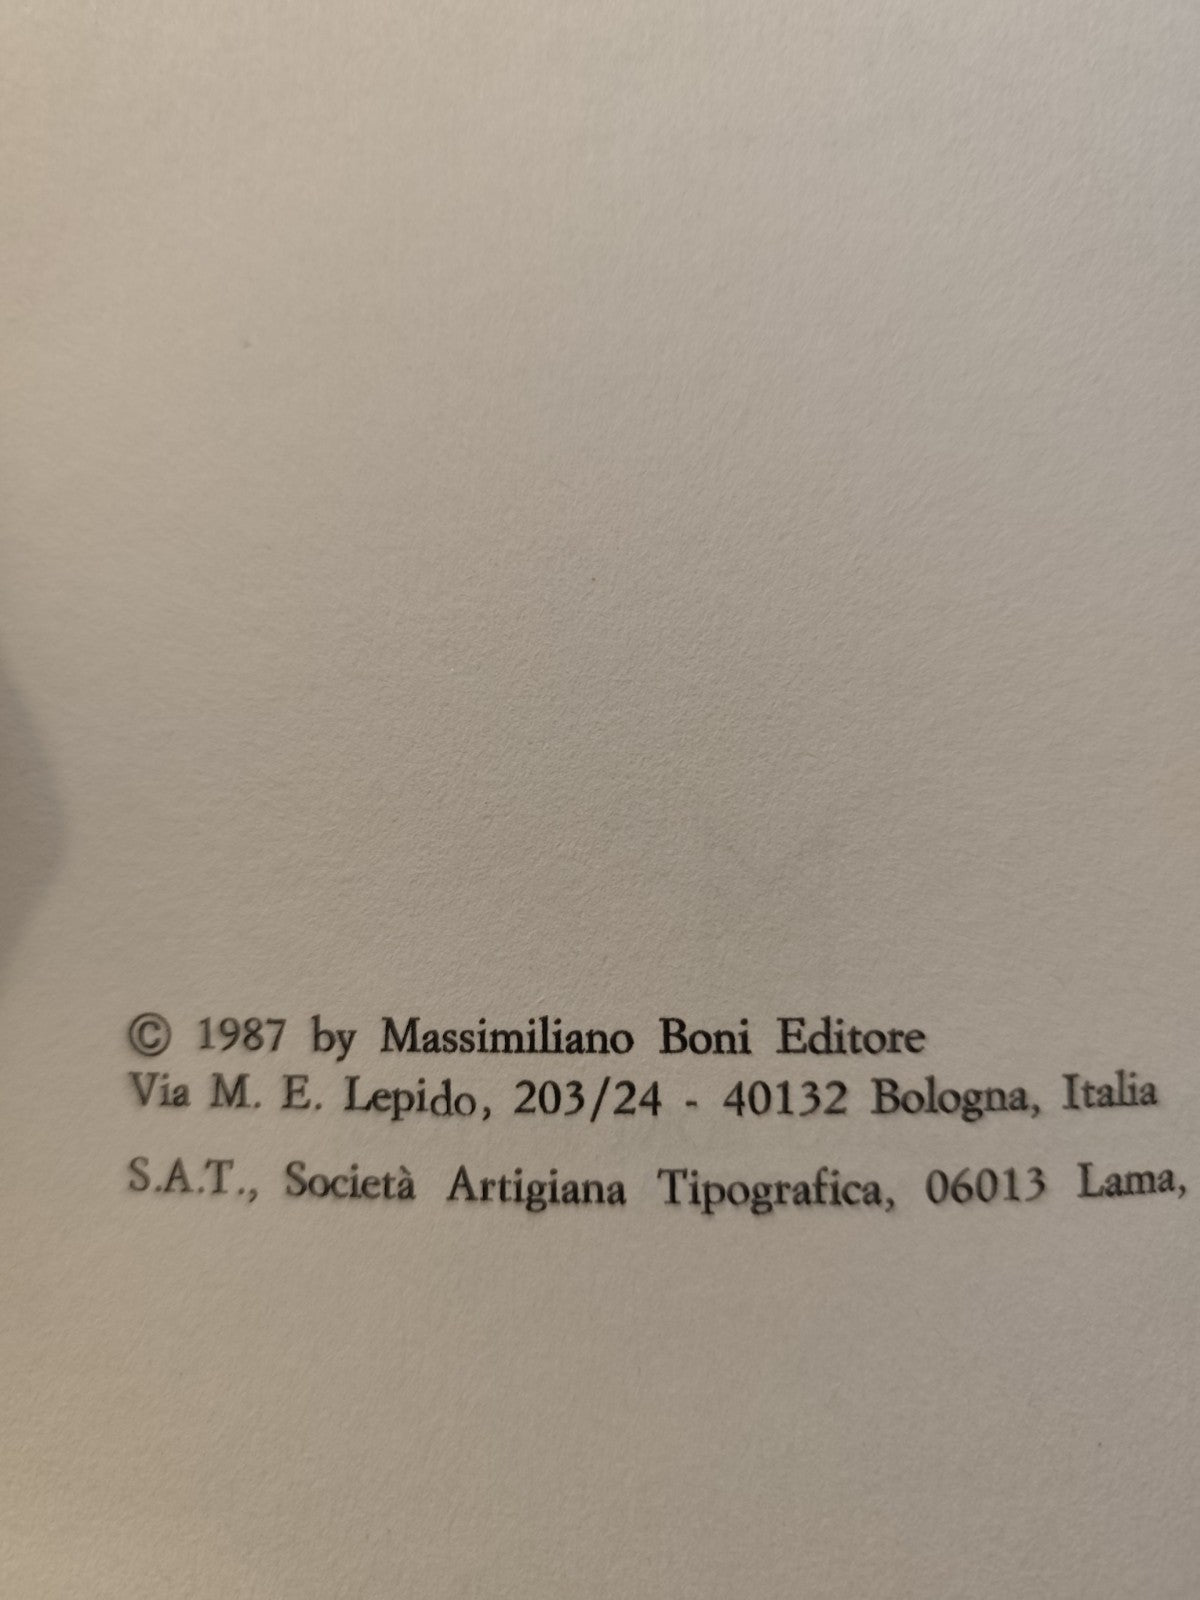 © 1987 by Massimiliano Boni Editore
Via M. E. Lepido, 203/24 - 40132 Bologna, Italia
S.A.T., Società Artigiana Tipografica, 06013 Lama,